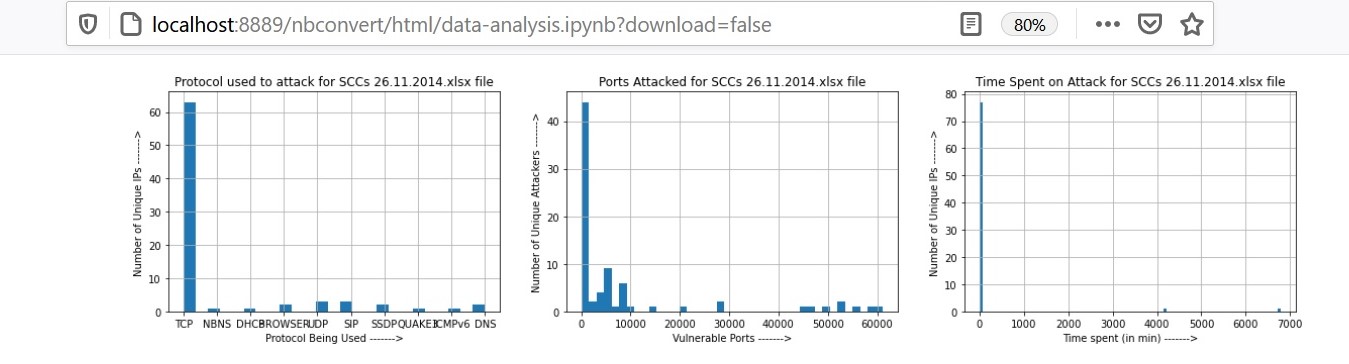 localhost:8889/nbconvert/html/data-analysis.ipynb?download=false
80%
Protocol used to attack for SCCs 26.11.2014.xlsx file
Number of Unique IPs ------->
60
50
40
30
20
10
0
TCP NBNS DHCP BROWSER UDP SIP SSDP QUAKE3 ICMPv6 DNS
Protocol Being Used ------->
Ports Attacked for SCCs 26.11.2014.xlsx file
Number of Unique Attackers ------->
40
30
20
10
0
0 10000 20000 30000 40000 50000 60000
Vulnerable Ports ------->
Time Spent on Attack for SCCs 26.11.2014.xlsx file
Number of Unique IPs ------->
80
70
60
50
40
30
20
10
0
0 1000 2000 3000 4000 5000 6000 7000
Time spent (in min) ------->